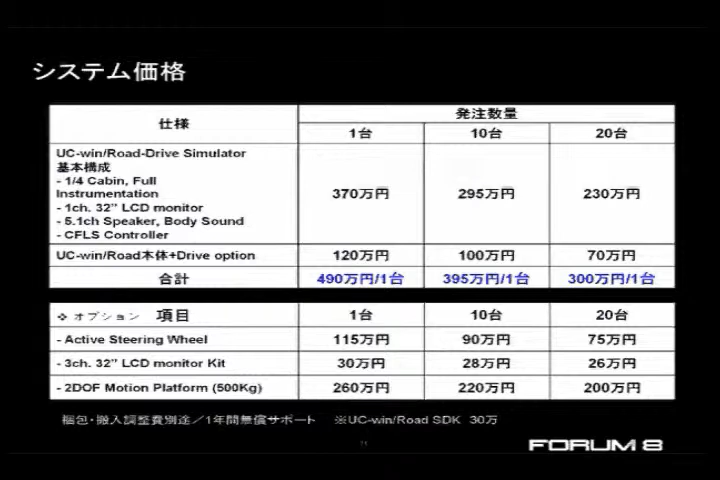 システム価格
仕様 発注数量
1台 10台 20台
UC-win/Road-Drive Simulator
基本構成
- 1/4 Cabin, Full
Instrumentation
- 1ch. 32” LCD monitor
- 5.1ch Speaker, Body Sound
- CFLS Controller
370万円 295万円 230万円
UC-win/Road本体+Drive option 120万円 100万円 70万円
合計 490万円/1台 395万円/1台 300万円/1台
❖ オプション 項目 1台 10台 20台
- Active Steering Wheel 115万円 90万円 75万円
- 3ch. 32” LCD monitor Kit 30万円 28万円 26万円
- 2DOF Motion Platform (500Kg) 260万円 220万円 200万円
梱包・搬入調整費別途／1年間無償サポート ※UC-win/Road SDK 30万
FORUM 8